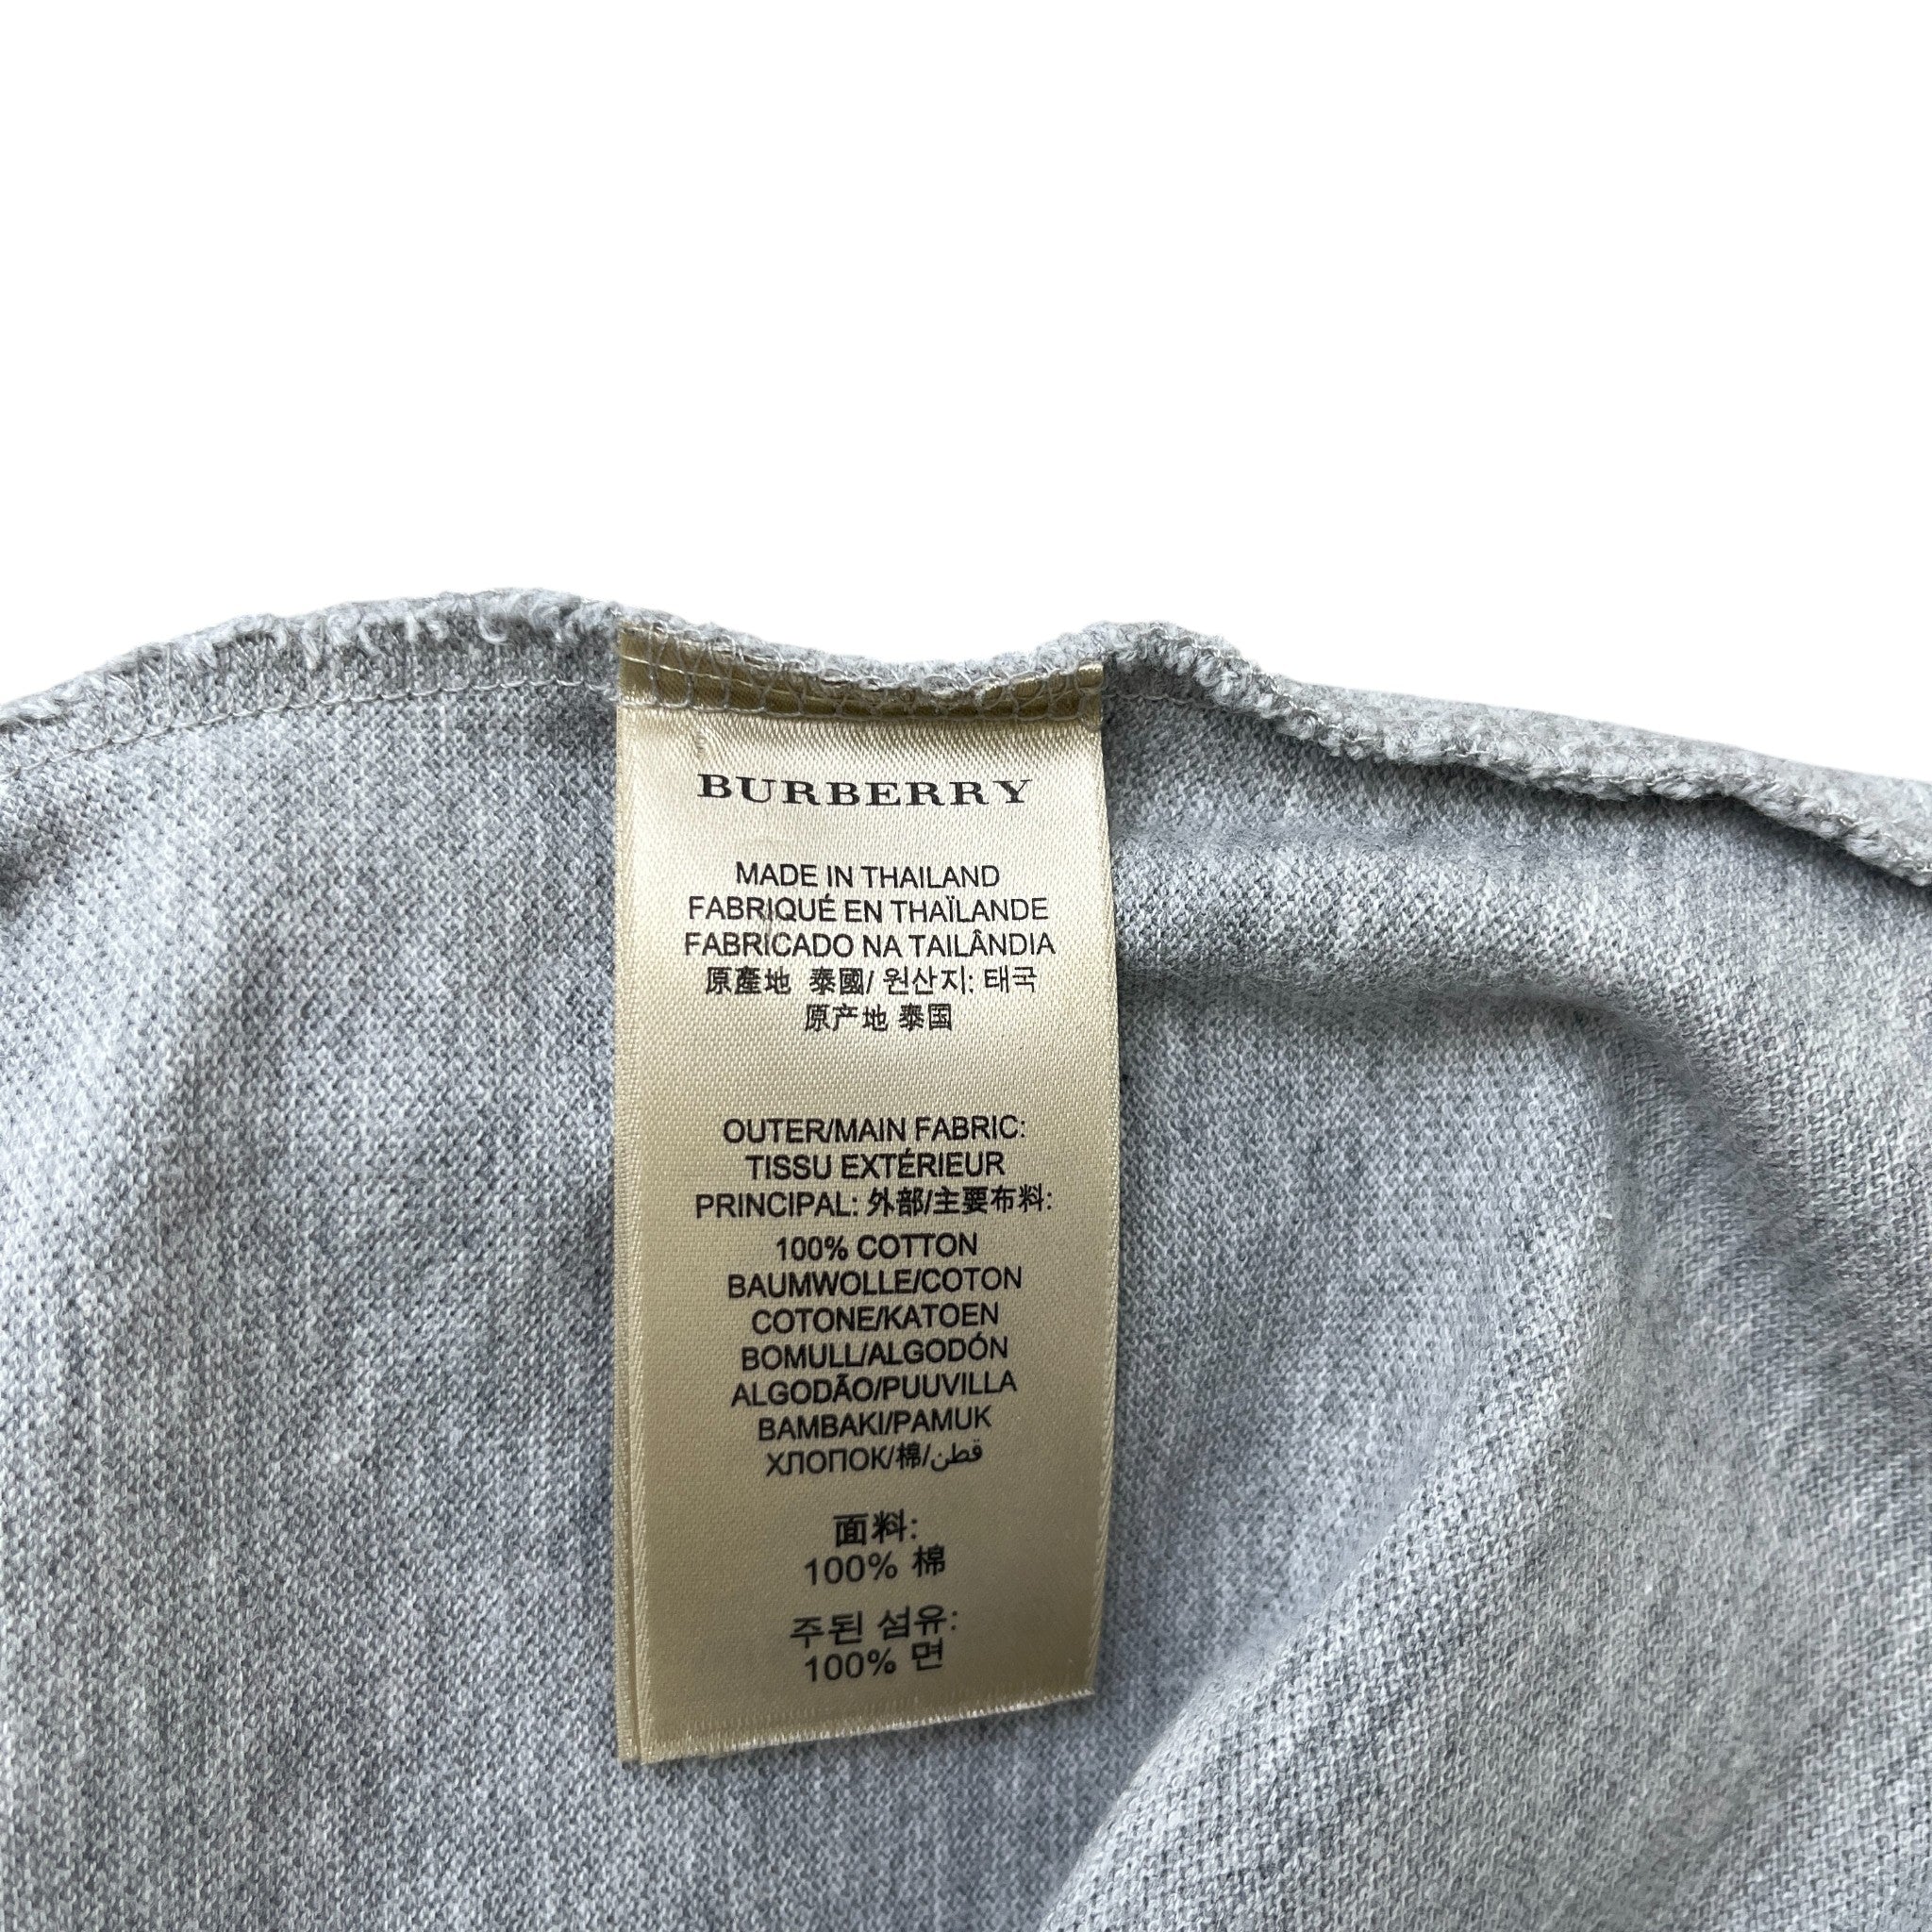 BURBERRY
MADE IN THAILAND
FABRIQUÉ EN THAÏLANDE
FABRICADO NA TAILÂNDIA
原產地 泰國/ 원산지: 태국
原产地 泰国
OUTER/MAIN FABRIC:
TISSU EXTÉRIEUR
PRINCIPAL: 外部/主要布料:
100% COTTON
BAUMWOLLE/COTON
COTONE/KATOEN
BOMULL/ALGODÓN
ALGODÃO/PUUVILLA
BAMBAKI/PAMUK
ХЛОПОК/棉/قطن
面料:
100% 棉
주된 섬유:
100% 면